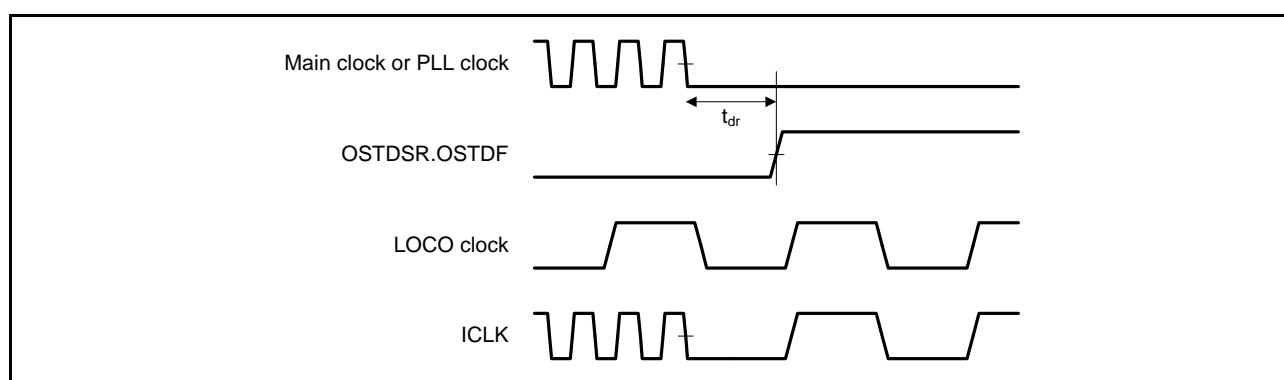 Main clock or PLL clock
tdr
OSTDSR.OSTDF
LOCO clock
ICLK